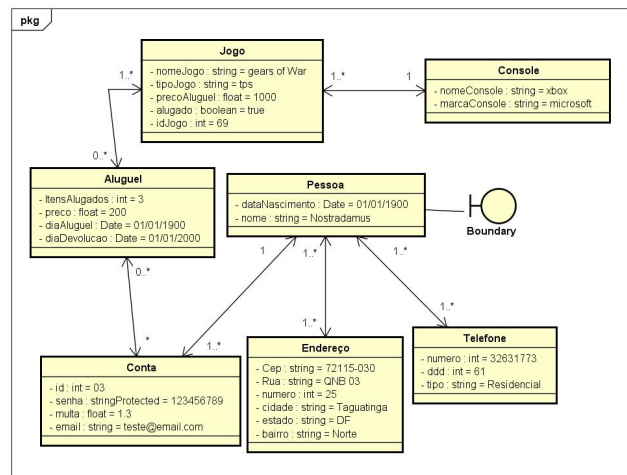 pkg
Jogo
- nomeJogo : string = gears of War
- tipoJogo : string = tps
- precoAluguel : float = 1000
- alugado : boolean = true
- idJogo : int = 69
1..*
1..*
1
Console
- nomeConsole : string = xbox
- marcaConsole : string = microsoft
0..*
Aluguel
- ItensAlugados : int = 3
- preco : float = 200
- diaAluguel : Date = 01/01/1900
- diaDevolucao : Date = 01/01/2000
Pessoa
- dataNascimento : Date = 01/01/1900
- nome : string = Nostradamus
Boundary
0..*
1
1..*
1..*
*
1..*
1..*
1..*
Conta
- id : int = 03
- senha : stringProtected = 123456789
- multa : float = 1.3
- email : string = teste@email.com
Endereço
- Cep : string = 72115-030
- Rua : string = QNB 03
- numero : int = 25
- cidade : string = Taguatinga
- estado : string = DF
- bairro : string = Norte
Telefone
- numero : int = 32631773
- ddd : int = 61
- tipo : string = Residencial